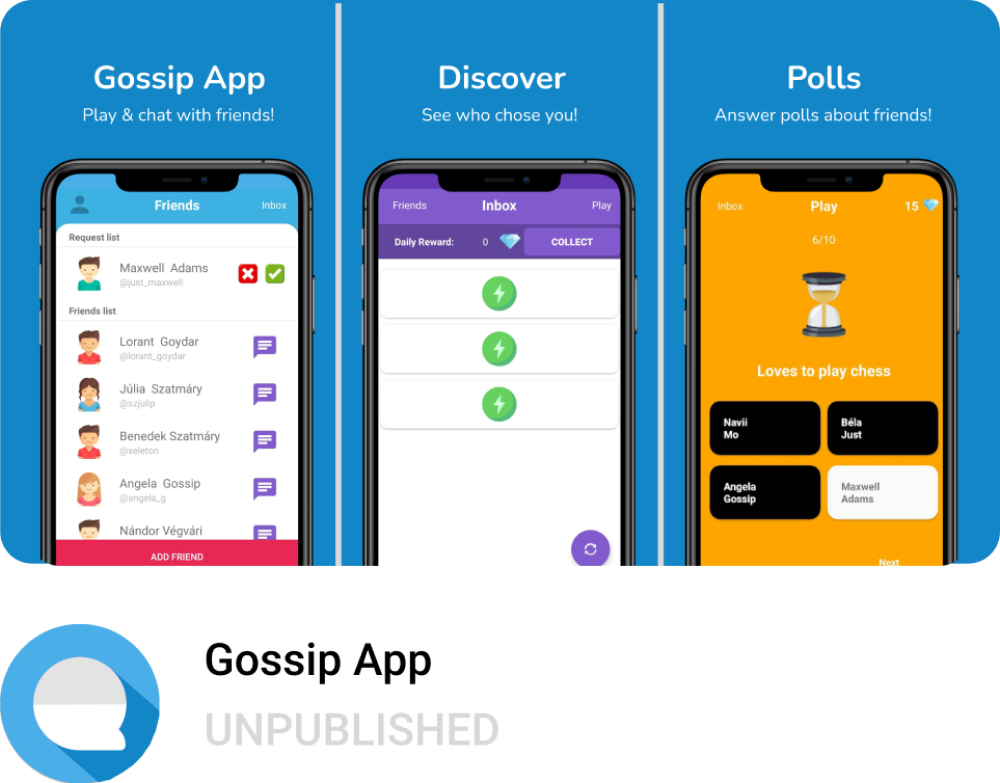 Gossip App
Play & chat with friends!
Friends
Inbox
Request list
Maxwell Adams
@just_maxwell
Friends list
Lorant Goydar
@lorant_goydar
Júlia Szatmáry
@szjulip
Benedek Szatmáry
@xeleton
Angela Gossip
@angela_g
Nándor Végvári
ADD FRIEND
Discover
See who chose you!
Friends
Inbox
Play
Daily Reward:
0
COLLECT
Polls
Answer polls about friends!
Inbox
Play
15
6/10
Loves to play chess
Navii
Mo
Béla
Just
Angela
Gossip
Maxwell
Adams
Next
Gossip App
UNPUBLISHED